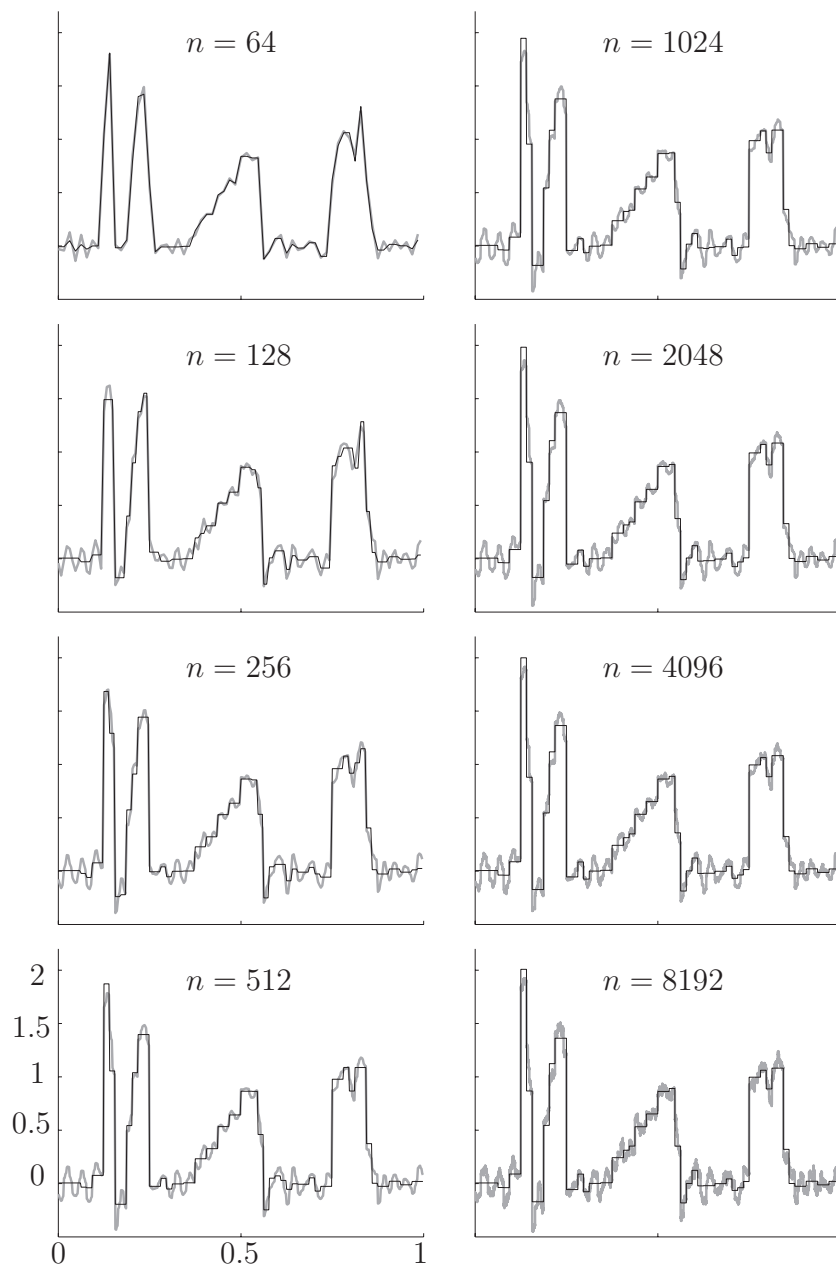 n = 64
n = 1024
n = 128
n = 2048
n = 256
n = 4096
n = 512
n = 8192
2
1.5
1
0.5
0
0
0.5
1